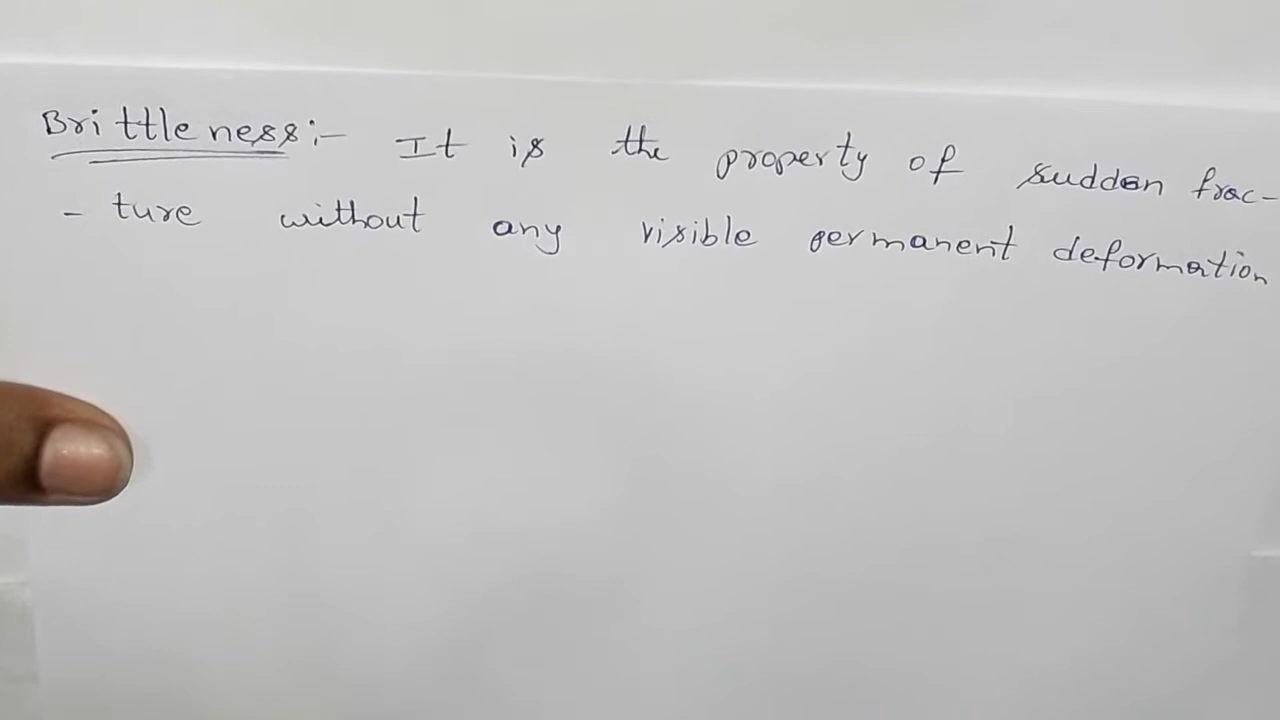 Brittleness:- It is the property of sudden frac-
- ture without any visible permanent deformation